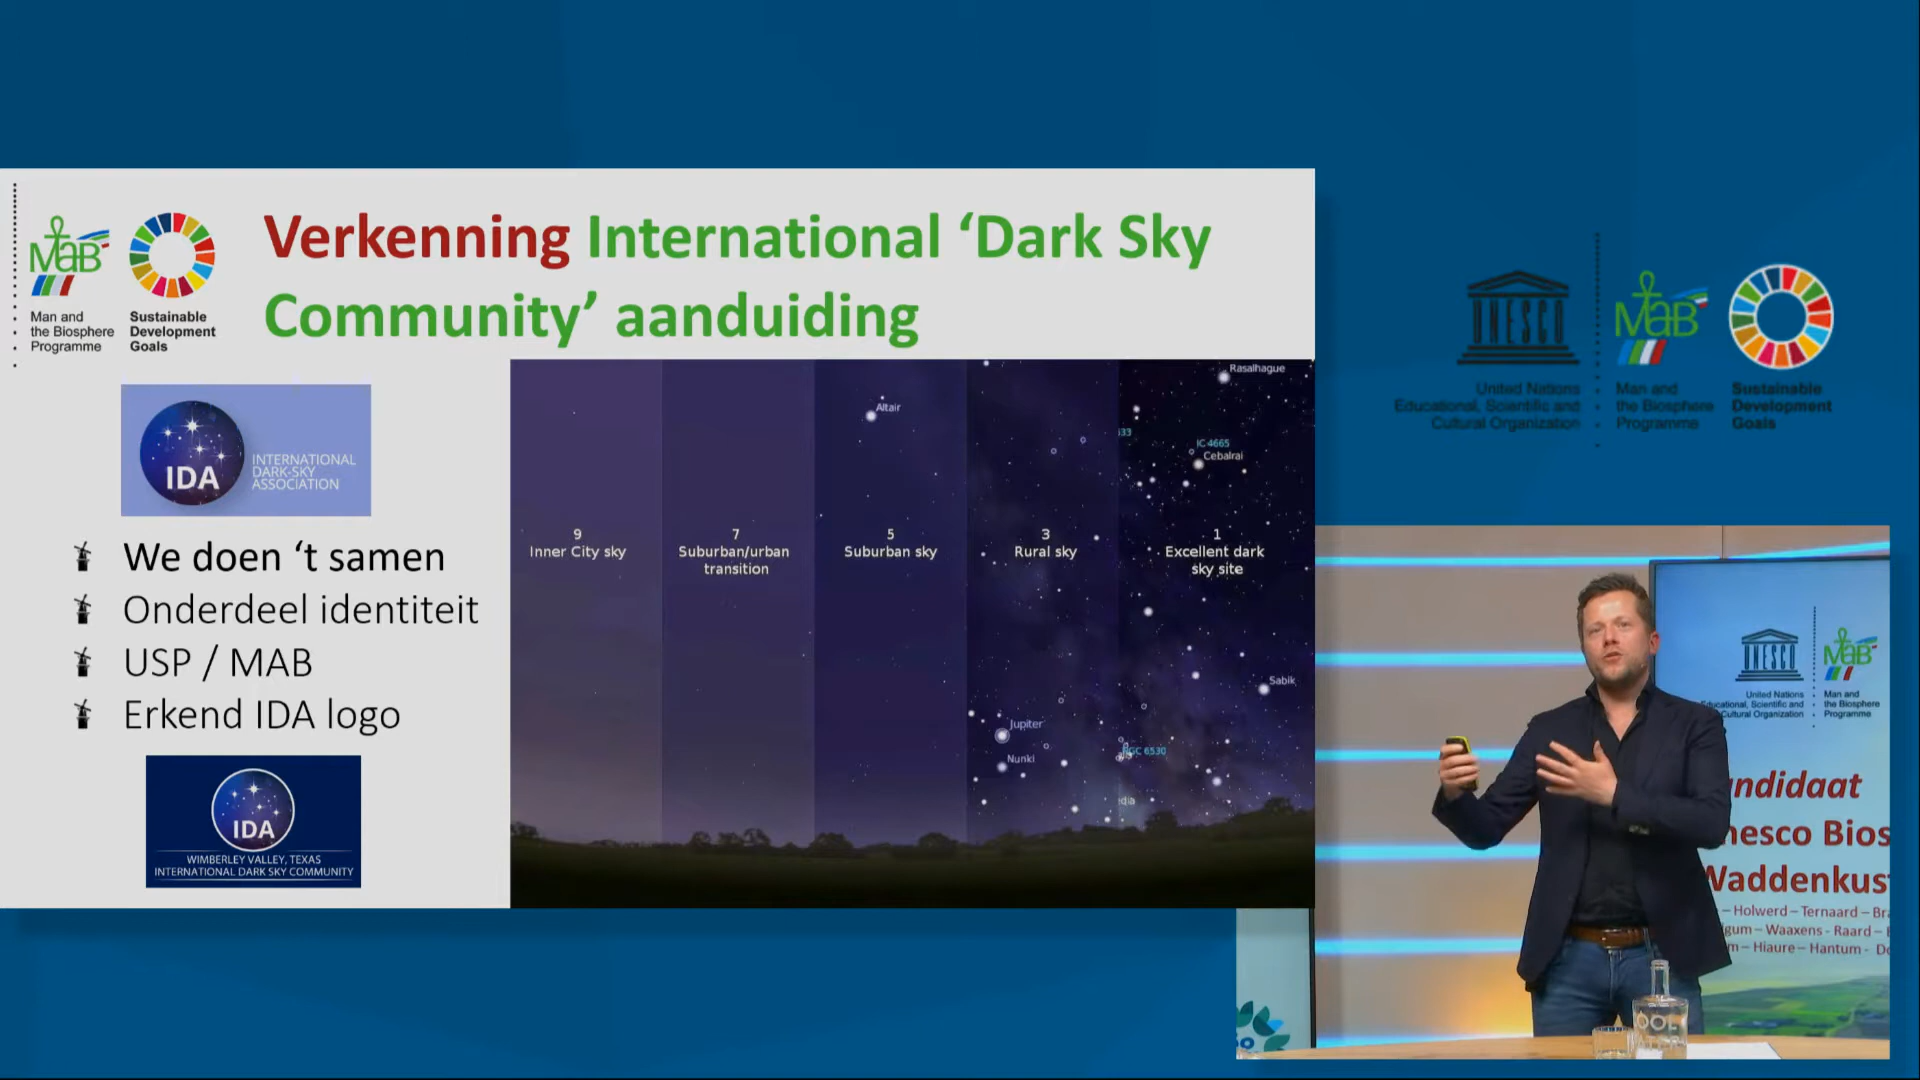 Verkenning International ‘Dark Sky
Community’ aanduiding
MaB
Man and
the Biosphere
Programme
Sustainable
Development
Goals
IDA
INTERNATIONAL
DARK-SKY
ASSOCIATION
We doen ‘t samen
Onderdeel identiteit
USP / MAB
Erkend IDA logo
IDA
WIMBERLEY VALLEY, TEXAS
INTERNATIONAL DARK SKY COMMUNITY
9
Inner City sky
7
Suburban/urban
transition
5
Suburban sky
3
Rural sky
1
Excellent dark
sky site
Rasalhague
Altair
IC 4665
Cebalrai
Sabik
Jupiter
Nunki
NGC 6530
UNESCO
United Nations
Educational, Scientific and
Cultural Organization
MaB
Man and
the Biosphere
Programme
Sustainable
Development
Goals
UNESCO
United Nations
Educational, Scientific and
Cultural Organization
MaB
Man and
the Biosphere
Programme
ndidaat
nesco Bios
Waddenkus
– Holwerd – Ternaard – Br
gum – Waaxens - Raard –
m – Hiaure – Hantum - D